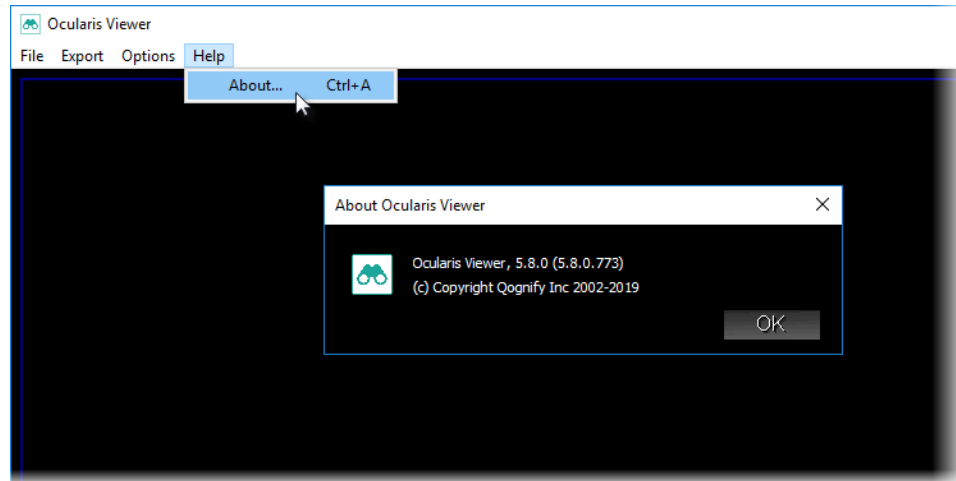 Ocularis Viewer
File Export Options Help
About... Ctrl+A
About Ocularis Viewer
Ocularis Viewer, 5.8.0 (5.8.0.773)
(c) Copyright Qognify Inc 2002-2019
OK